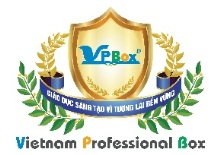 VPBox
GIÁO DỤC SÁNG TẠO VÌ TƯƠNG LAI BỀN VỮNG
Vietnam Professional Box